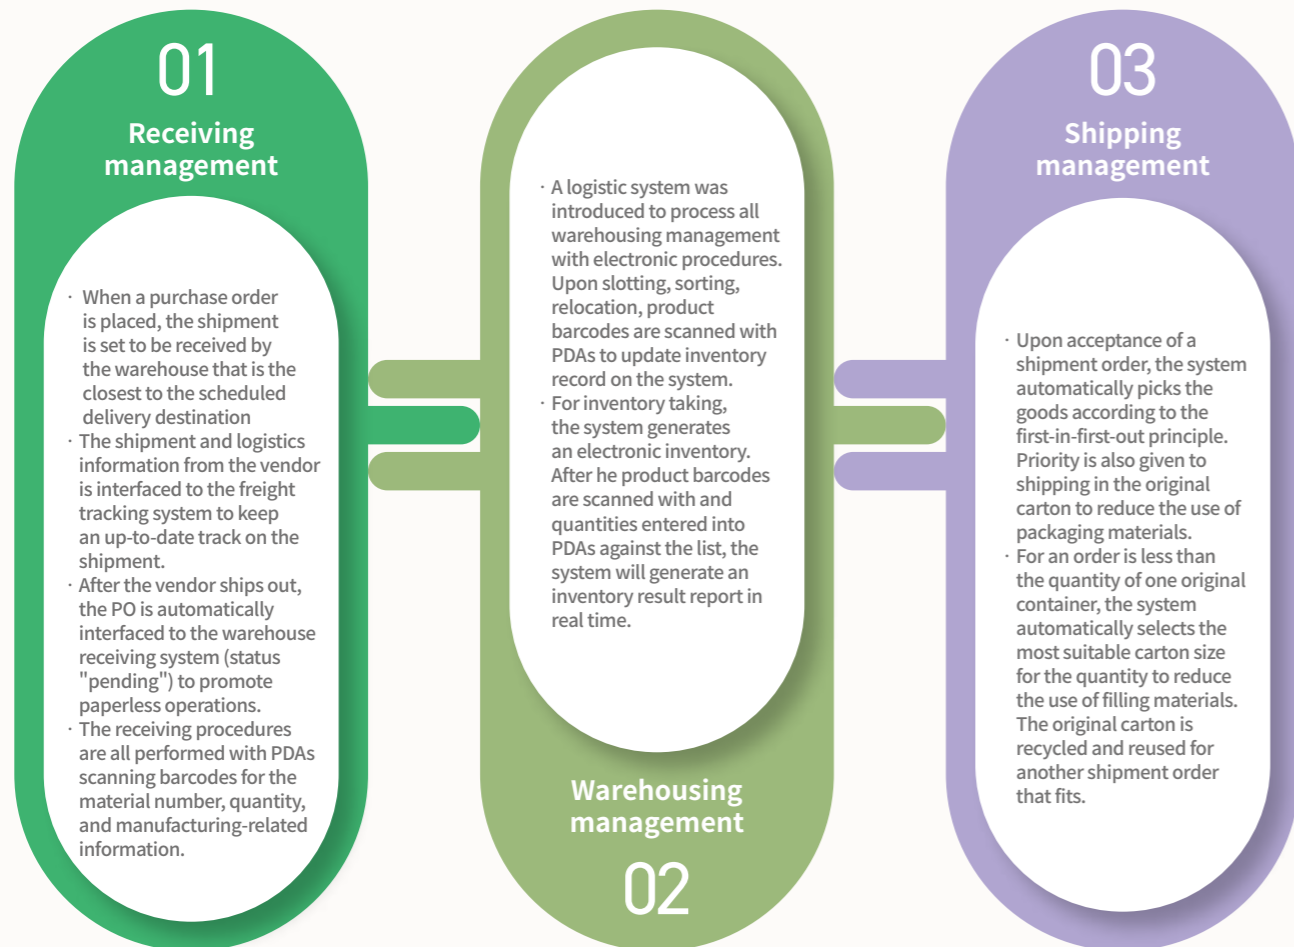 01
Receiving
management
· When a purchase order
is placed, the shipment
is set to be received by
the warehouse that is the
closest to the scheduled
delivery destination
· The shipment and logistics
information from the vendor
is interfaced to the freight
tracking system to keep
an up-to-date track on the
shipment.
· After the vendor ships out,
the PO is automatically
interfaced to the warehouse
receiving system (status
"pending") to promote
paperless operations.
· The receiving procedures
are all performed with PDAs
scanning barcodes for the
material number, quantity,
and manufacturing-related
information.
· A logistic system was
introduced to process all
warehousing management
with electronic procedures.
Upon slotting, sorting,
relocation, product
barcodes are scanned with
PDAs to update inventory
record on the system.
· For inventory taking,
the system generates
an electronic inventory.
After he product barcodes
are scanned with and
quantities entered into
PDAs against the list, the
system will generate an
inventory result report in
real time.
Warehousing
management
02
03
Shipping
management
· Upon acceptance of a
shipment order, the system
automatically picks the
goods according to the
first-in-first-out principle.
Priority is also given to
shipping in the original
carton to reduce the use of
packaging materials.
· For an order is less than
the quantity of one original
container, the system
automatically selects the
most suitable carton size
for the quantity to reduce
the use of filling materials.
The original carton is
recycled and reused for
another shipment order
that fits.